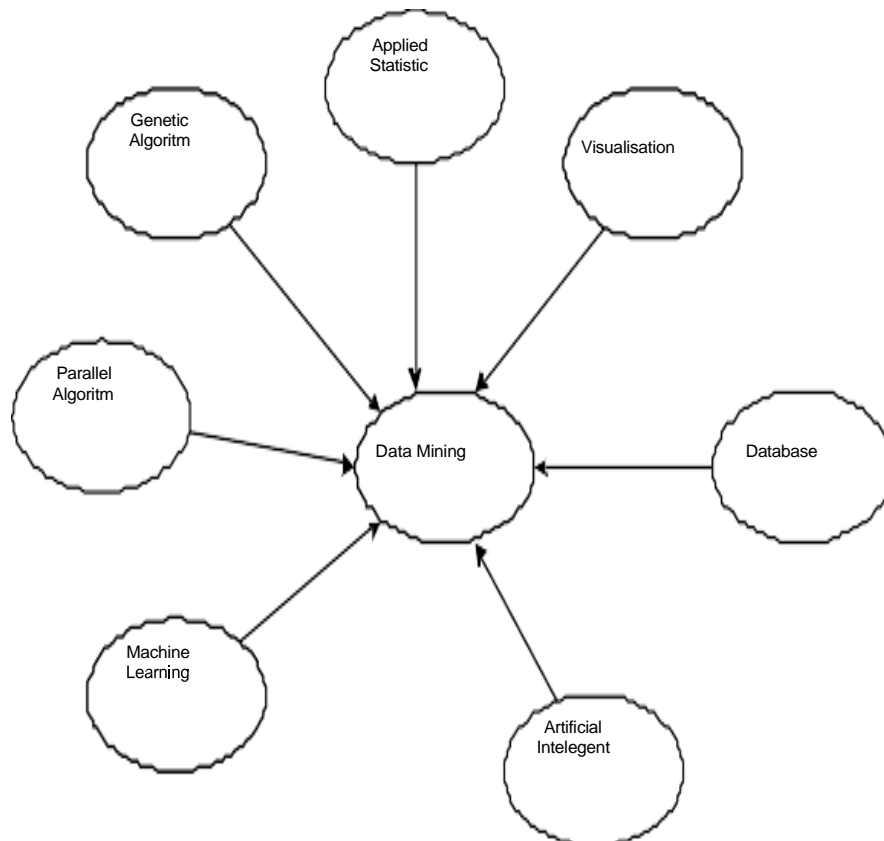 Applied
Statistic
Genetic
Algoritm
Visualisation
Parallel
Algoritm
Data Mining
Database
Machine
Learning
Artificial
Intelegent